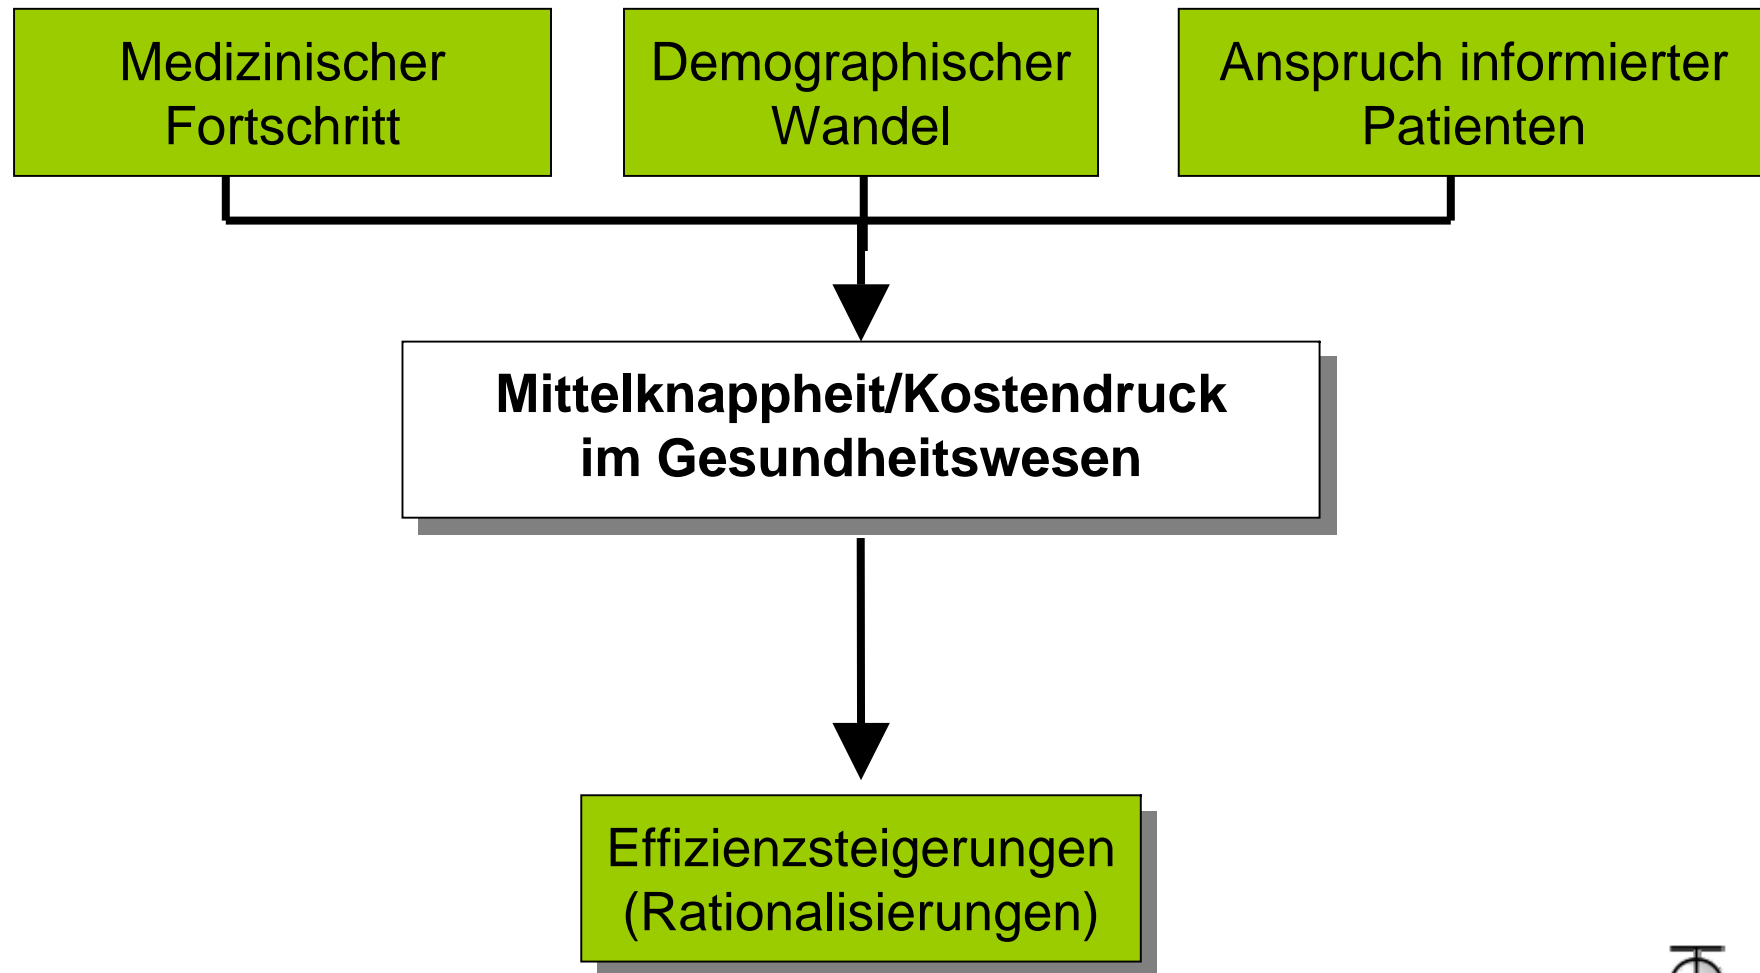 Medizinischer
Fortschritt
Demographischer
Wandel
Anspruch informierter
Patienten
Mittelknappheit/Kostendruck
im Gesundheitswesen
Effizienzsteigerungen
(Rationalisierungen)